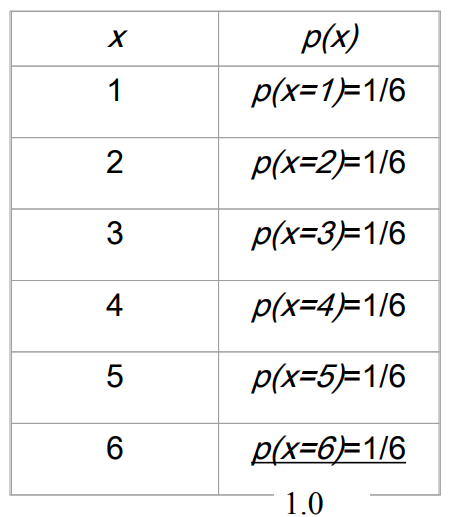 x p(x)
1 p(x=1)=1/6
2 p(x=2)=1/6
3 p(x=3)=1/6
4 p(x=4)=1/6
5 p(x=5)=1/6
6 p(x=6)=1/6
1.0